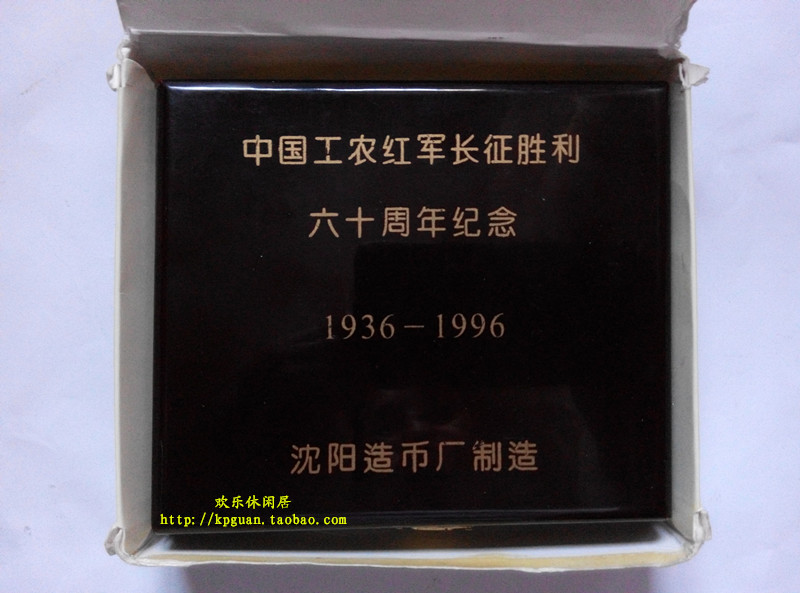 中国工农红军长征胜利
六十周年纪念
1936－1996
沈阳造币厂制造
欢乐休闲居
http://kpguan.taobao.com